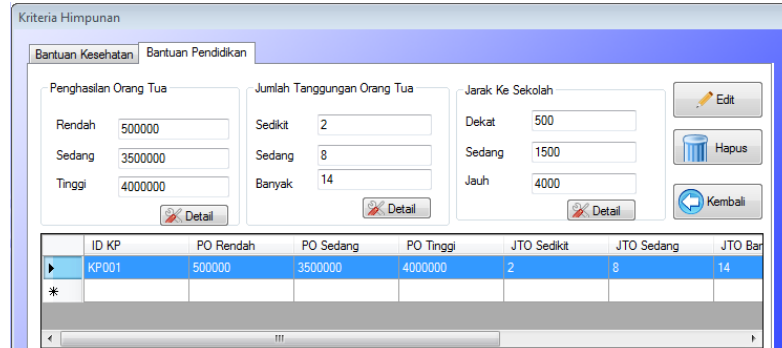 Kriteria Himpunan
Bantuan Kesehatan Bantuan Pendidikan
Penghasilan Orang Tua
Rendah 500000
Sedang 3500000
Tinggi 4000000
Detail
Jumlah Tanggungan Orang Tua
Sedikit 2
Sedang 8
Banyak 14
Detail
Jarak Ke Sekolah
Dekat 500
Sedang 1500
Jauh 4000
Detail
Edit
Hapus
Kembali
ID KP PO Rendah PO Sedang PO Tinggi JTO Sedikit JTO Sedang JTO Ban
KP001 500000 3500000 4000000 2 8 14